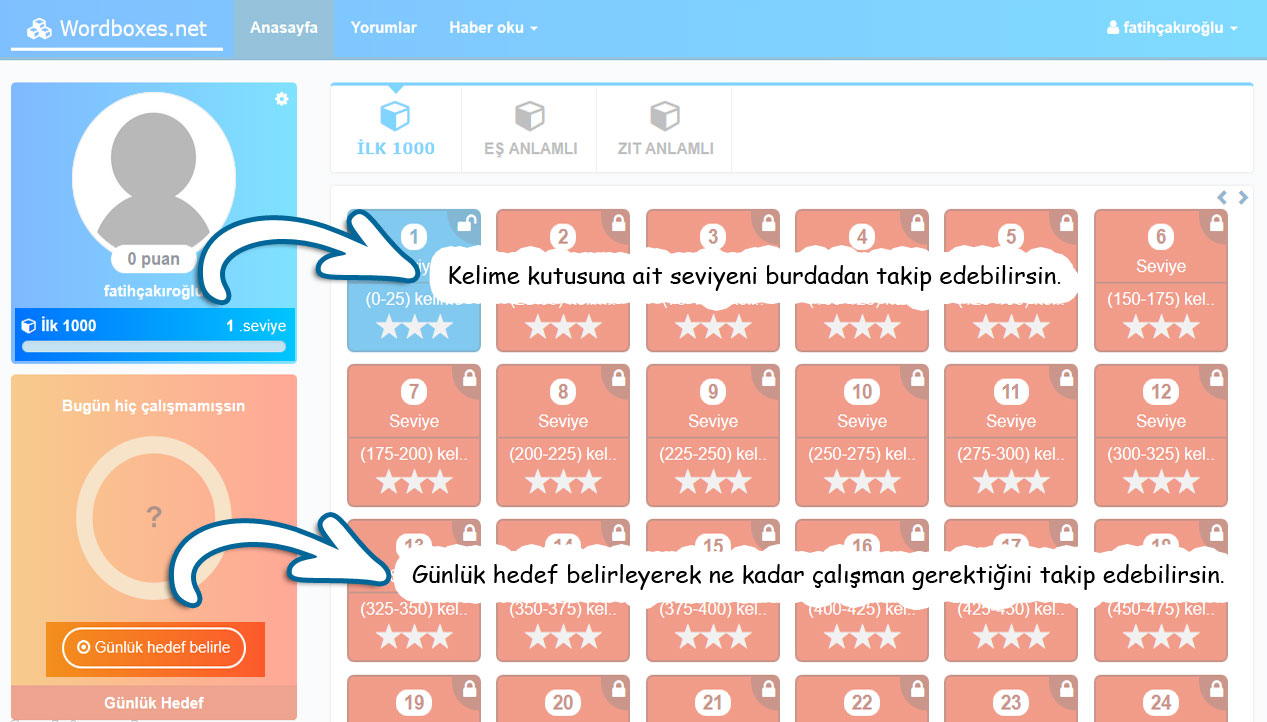 Wordboxes.net
Anasayfa Yorumlar Haber oku
fatihçakıroğlu
İLK 1000 EŞ ANLAMLI ZIT ANLAMLI
0 puan
fatihçakıroğlu
İlk 1000 1 .seviye
Bugün hiç çalışmamışsın
?
Günlük hedef belirle
Günlük Hedef
1 2 3 4 5 6
Seviye
Kelime kutusuna ait seviyeni burdadan takip edebilirsin.
(0-25) (150-175) kel..
7 8 9 10 11 12
Seviye Seviye Seviye Seviye Seviye Seviye
(175-200) kel.. (200-225) kel.. (225-250) kel.. (250-275) kel.. (275-300) kel.. (300-325) kel..
13 14 15 16 17 18
Günlük hedef belirleyerek ne kadar çalışman gerektiğini takip edebilirsin.
(325-350) kel.. (350-375) kel.. (375-400) kel.. (400-425) kel.. (425-450) kel.. (450-475) kel..
19 20 21 22 23 24